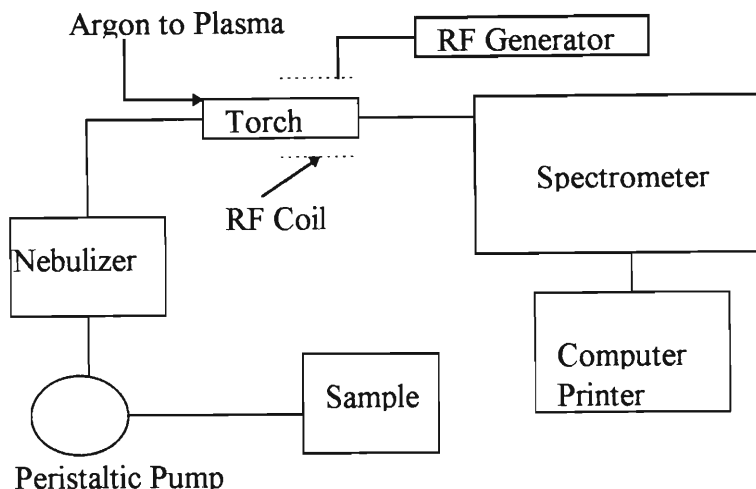 Argon to Plasma
RF Generator
Torch
Spectrometer
RF Coil
Nebulizer
Computer
Printer
Sample
Peristaltic Pump